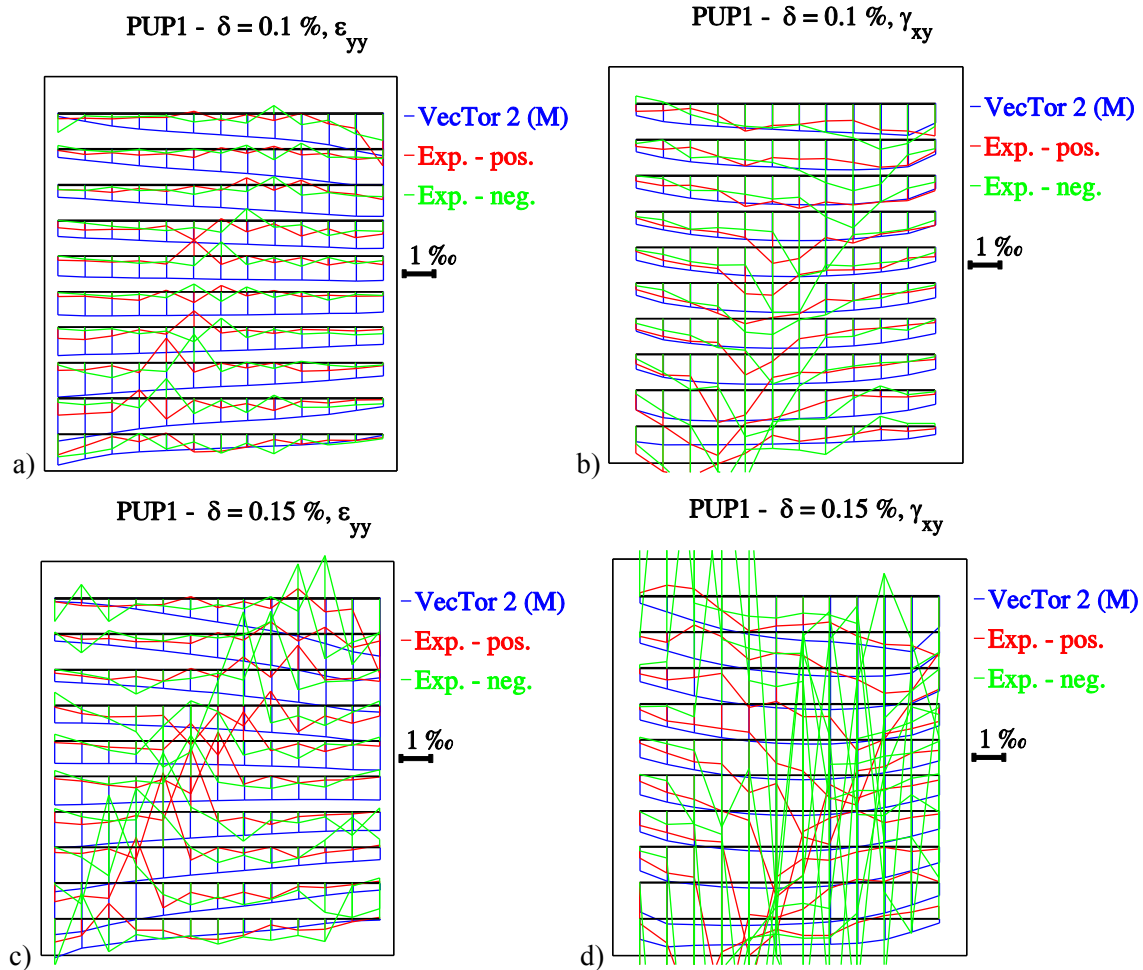 PUP1 - δ = 0.1 %, εyy
VecTor 2 (M)
Exp. - pos.
Exp. - neg.
1 ‰
a)
PUP1 - δ = 0.1 %, γxy
VecTor 2 (M)
Exp. - pos.
Exp. - neg.
1 ‰
b)
PUP1 - δ = 0.15 %, εyy
VecTor 2 (M)
Exp. - pos.
Exp. - neg.
1 ‰
c)
PUP1 - δ = 0.15 %, γxy
VecTor 2 (M)
Exp. - pos.
Exp. - neg.
1 ‰
d)